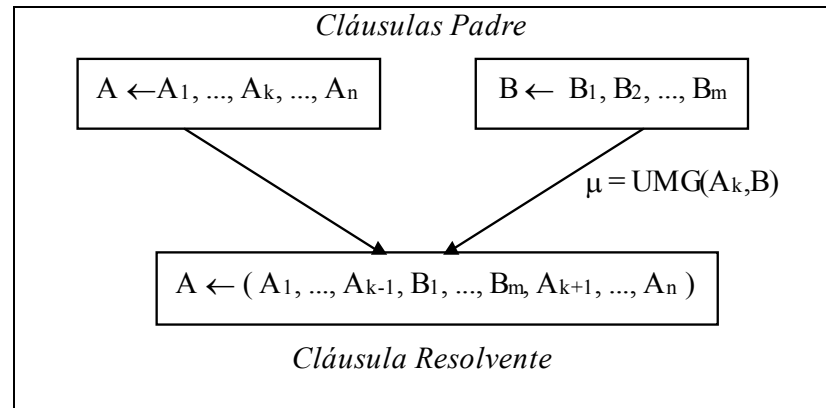 Cláusulas Padre
A ←A1, ..., Ak, ..., An
B ← B1, B2, ..., Bm
μ = UMG(Ak,B)
A ← ( A1, ..., Ak-1, B1, ..., Bm, Ak+1, ..., An )
Cláusula Resolvente